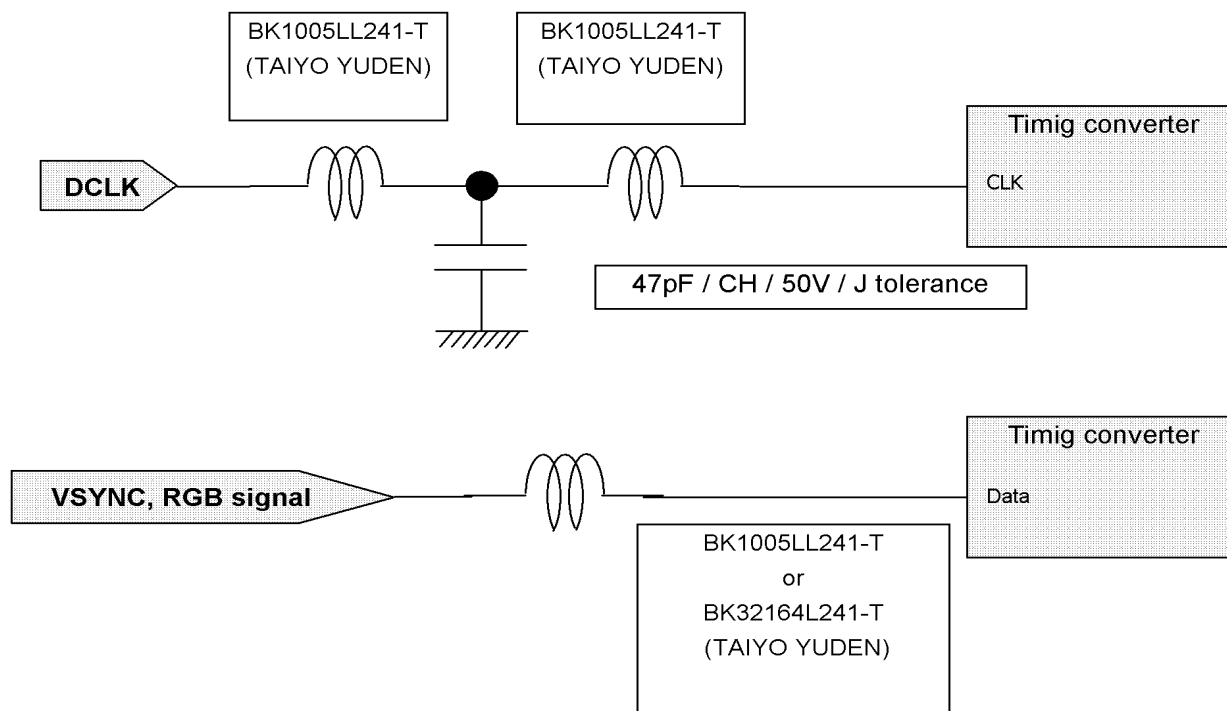 BK1005LL241-T
(TAIYO YUDEN)
BK1005LL241-T
(TAIYO YUDEN)
Timig converter
DCLK
CLK
47pF / CH / 50V / J tolerance
Timig converter
VSYNC, RGB signal
Data
BK1005LL241-T
or
BK32164L241-T
(TAIYO YUDEN)